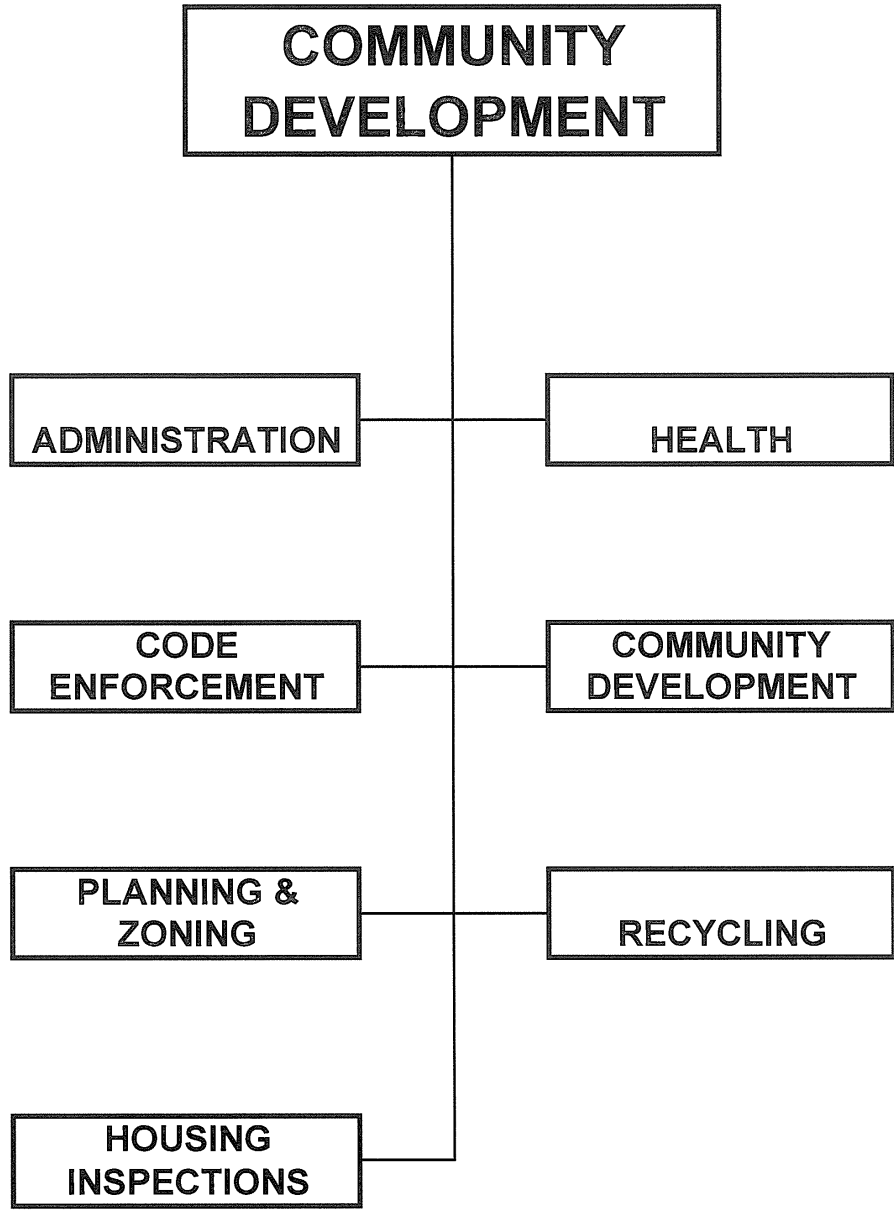 COMMUNITY
DEVELOPMENT
ADMINISTRATION
HEALTH
CODE
ENFORCEMENT
COMMUNITY
DEVELOPMENT
PLANNING &
ZONING
RECYCLING
HOUSING
INSPECTIONS